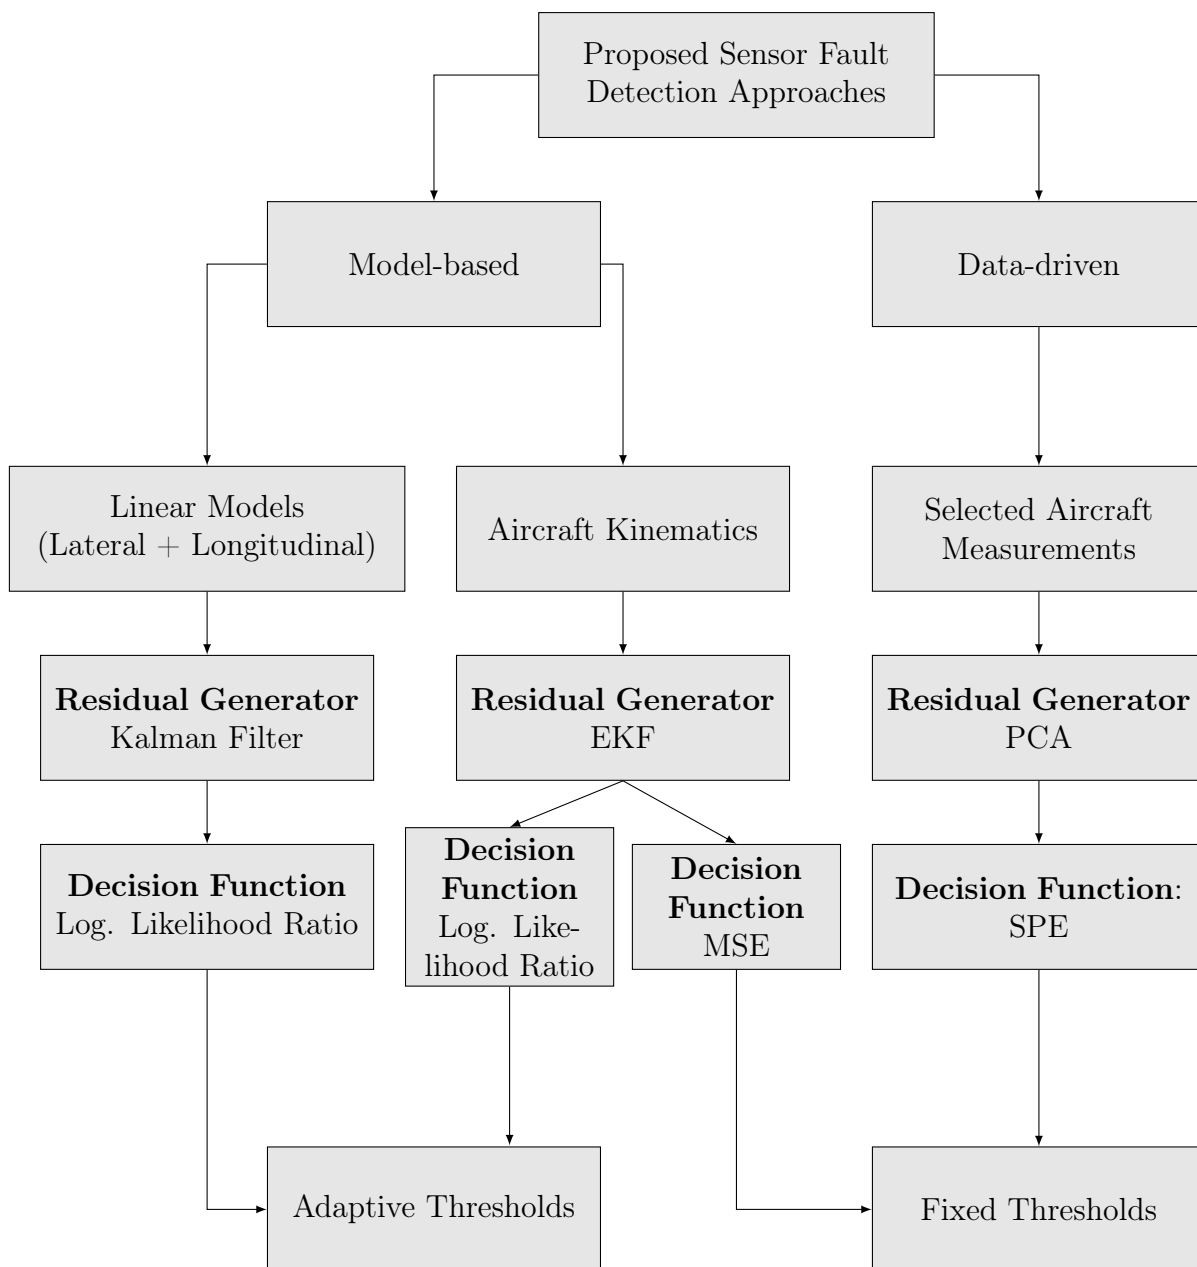 Proposed Sensor Fault
Detection Approaches
Model-based
Data-driven
Linear Models
(Lateral + Longitudinal)
Aircraft Kinematics
Selected Aircraft
Measurements
Residual Generator
Kalman Filter
Residual Generator
EKF
Residual Generator
PCA
Decision Function
Log. Likelihood Ratio
Decision
Function
Log. Like-
lihood Ratio
Decision
Function
MSE
Decision Function:
SPE
Adaptive Thresholds
Fixed Thresholds